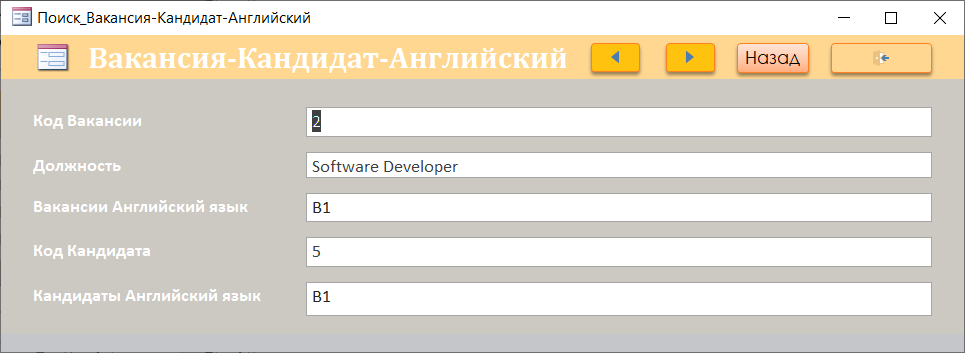 Поиск_Вакансия-Кандидат-Английский
Вакансия-Кандидат-Английский
Назад
Код Вакансии
2
Должность
Software Developer
Вакансии Английский язык
B1
Код Кандидата
5
Кандидаты Английский язык
B1